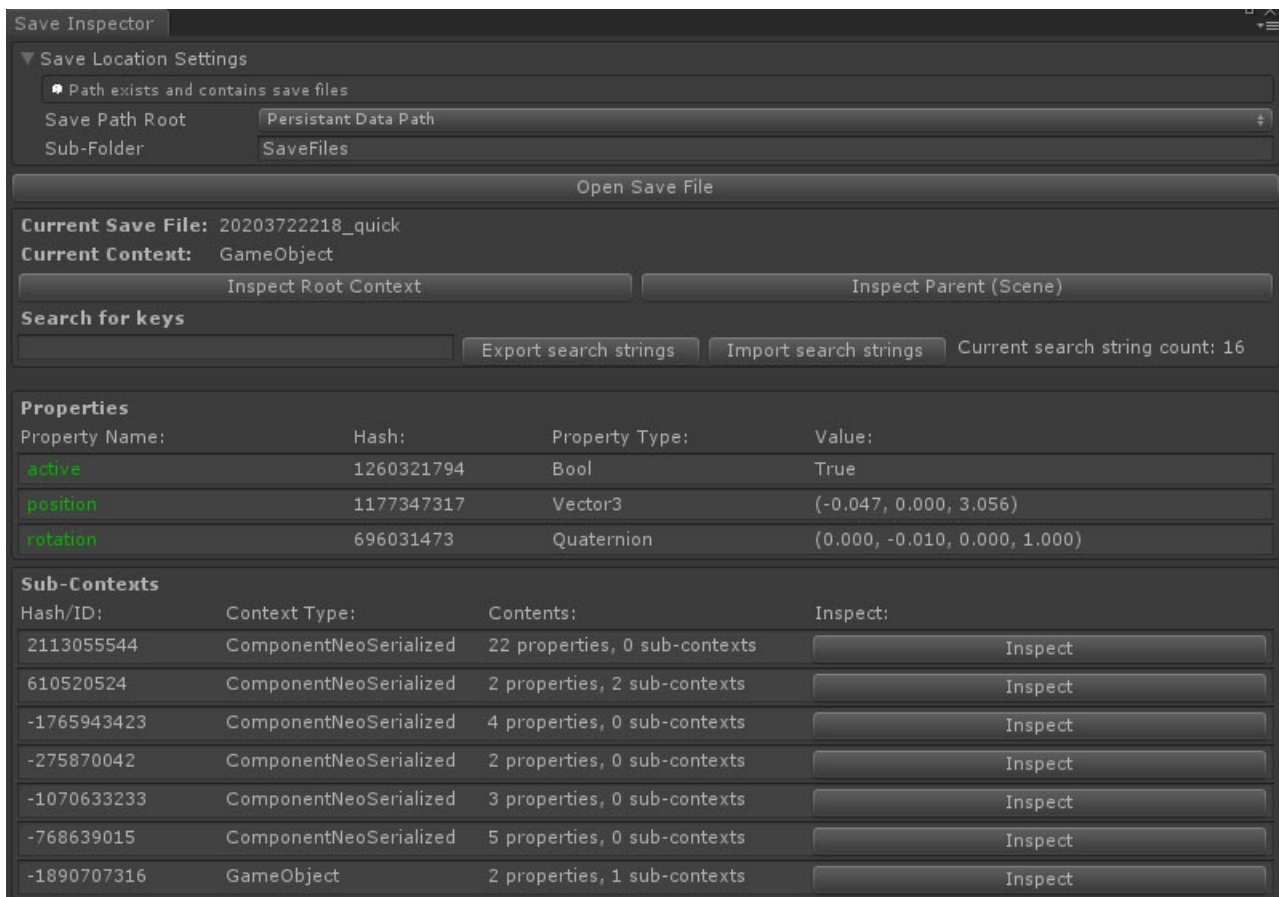 Save Inspector
Save Location Settings
Path exists and contains save files
Save Path Root Persistant Data Path
Sub-Folder SaveFiles
Open Save File
Current Save File: 20203722218_quick
Current Context: GameObject
Inspect Root Context Inspect Parent (Scene)
Search for keys
Export search strings Import search strings Current search string count: 16
Properties
Property Name: Hash: Property Type: Value:
active 1260321794 Bool True
position 1177347317 Vector3 (-0.047, 0.000, 3.056)
rotation 696031473 Quaternion (0.000, -0.010, 0.000, 1.000)
Sub-Contexts
Hash/ID: Context Type: Contents: Inspect:
2113055544 ComponentNeoSerialized 22 properties, 0 sub-contexts Inspect
610520524 ComponentNeoSerialized 2 properties, 2 sub-contexts Inspect
-1765943423 ComponentNeoSerialized 4 properties, 0 sub-contexts Inspect
-275870042 ComponentNeoSerialized 2 properties, 0 sub-contexts Inspect
-1070633233 ComponentNeoSerialized 3 properties, 0 sub-contexts Inspect
-768639015 ComponentNeoSerialized 5 properties, 0 sub-contexts Inspect
-1890707316 GameObject 2 properties, 1 sub-contexts Inspect